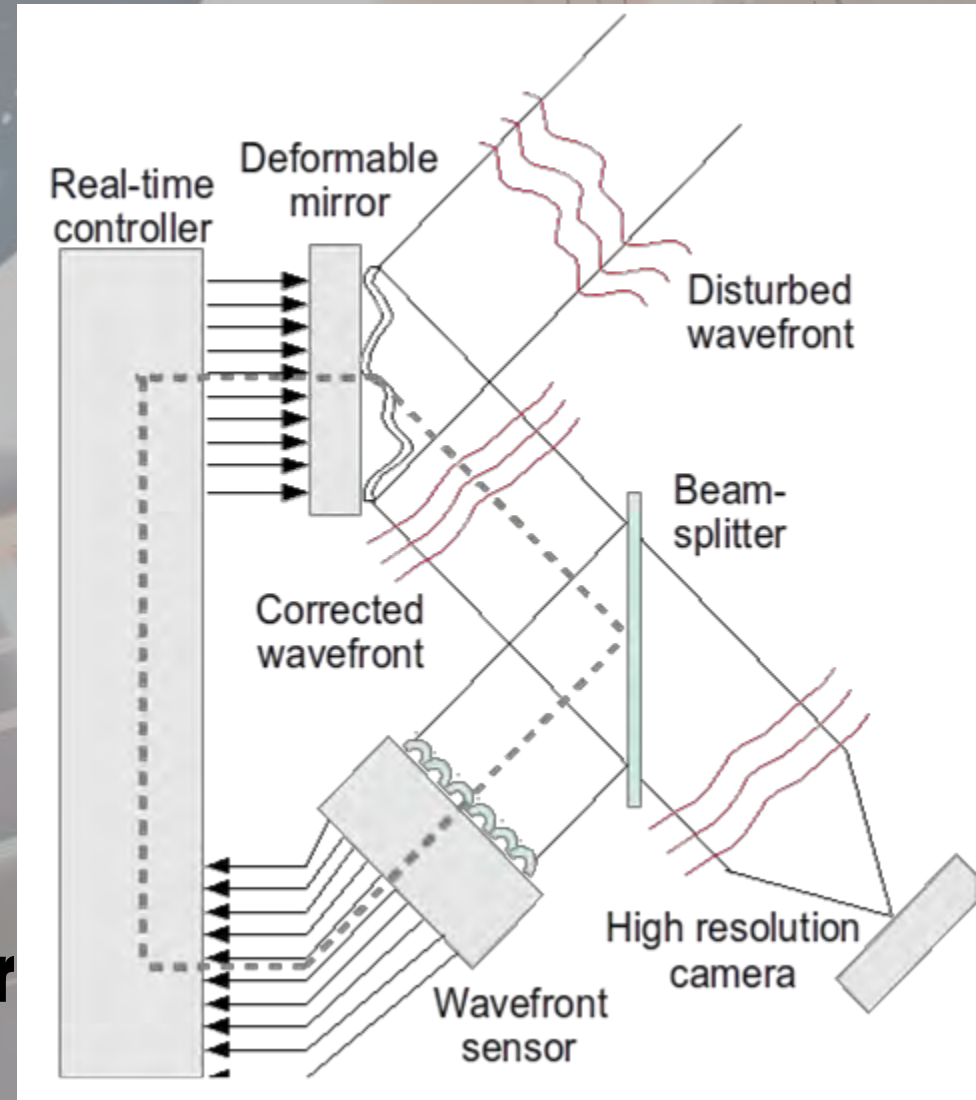 Deformable
mirror
Real-time
controller
Disturbed
wavefront
Beam-
splitter
Corrected
wavefront
High resolution
camera
Wavefront
sensor
r